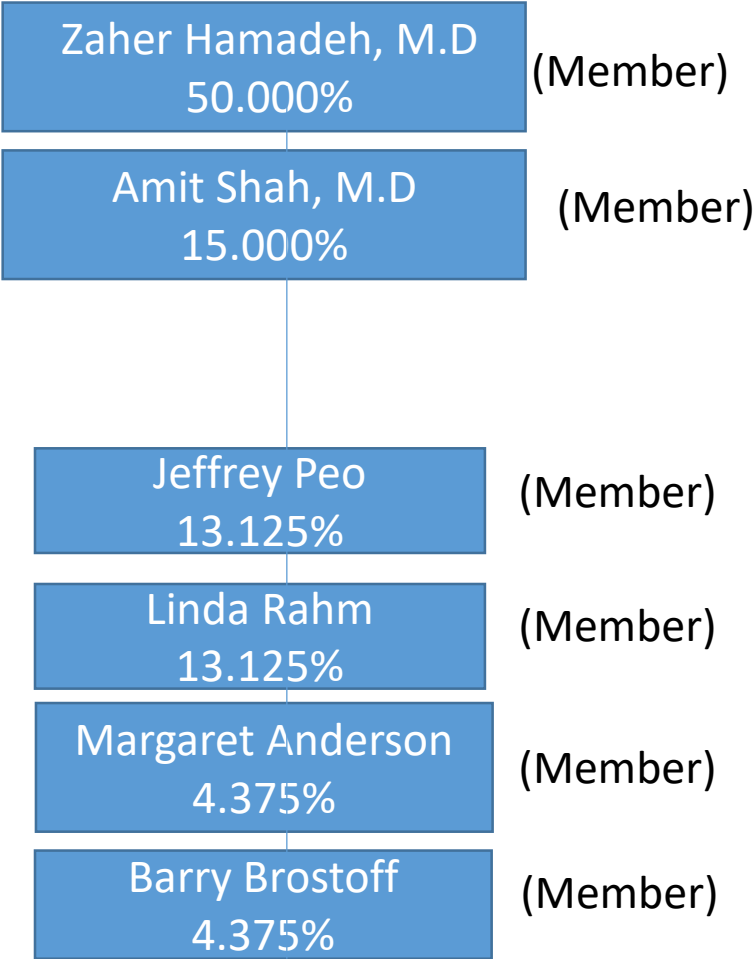 Zaher Hamadeh, M.D
50.000%
(Member)
Amit Shah, M.D
15.000%
(Member)
Jeffrey Peo
13.125%
(Member)
Linda Rahm
13.125%
(Member)
Margaret Anderson
4.375%
(Member)
Barry Brostoff
4.375%
(Member)